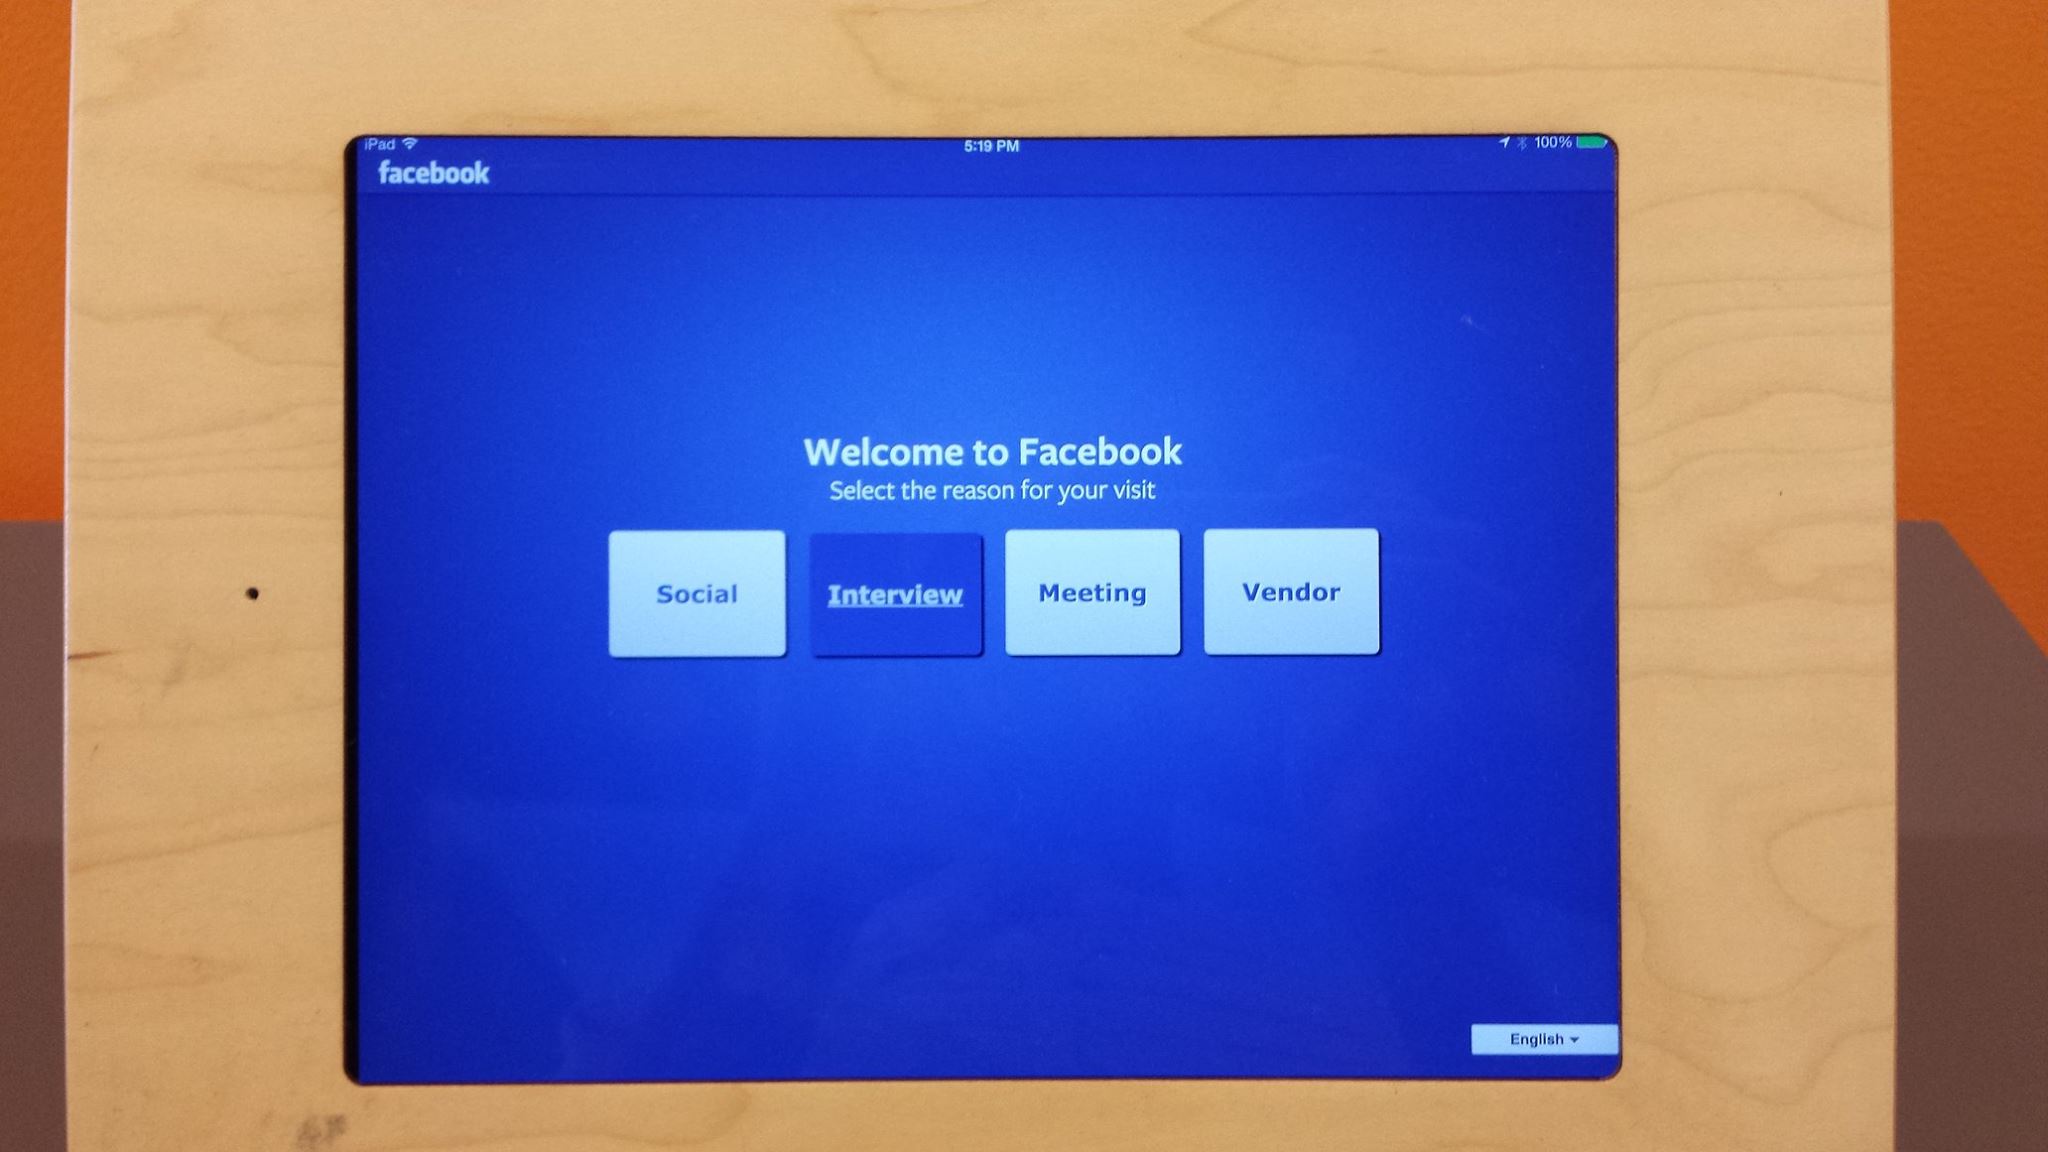 iPad 5:19 PM 100%
facebook
Welcome to Facebook
Select the reason for your visit
Social Interview Meeting Vendor
English